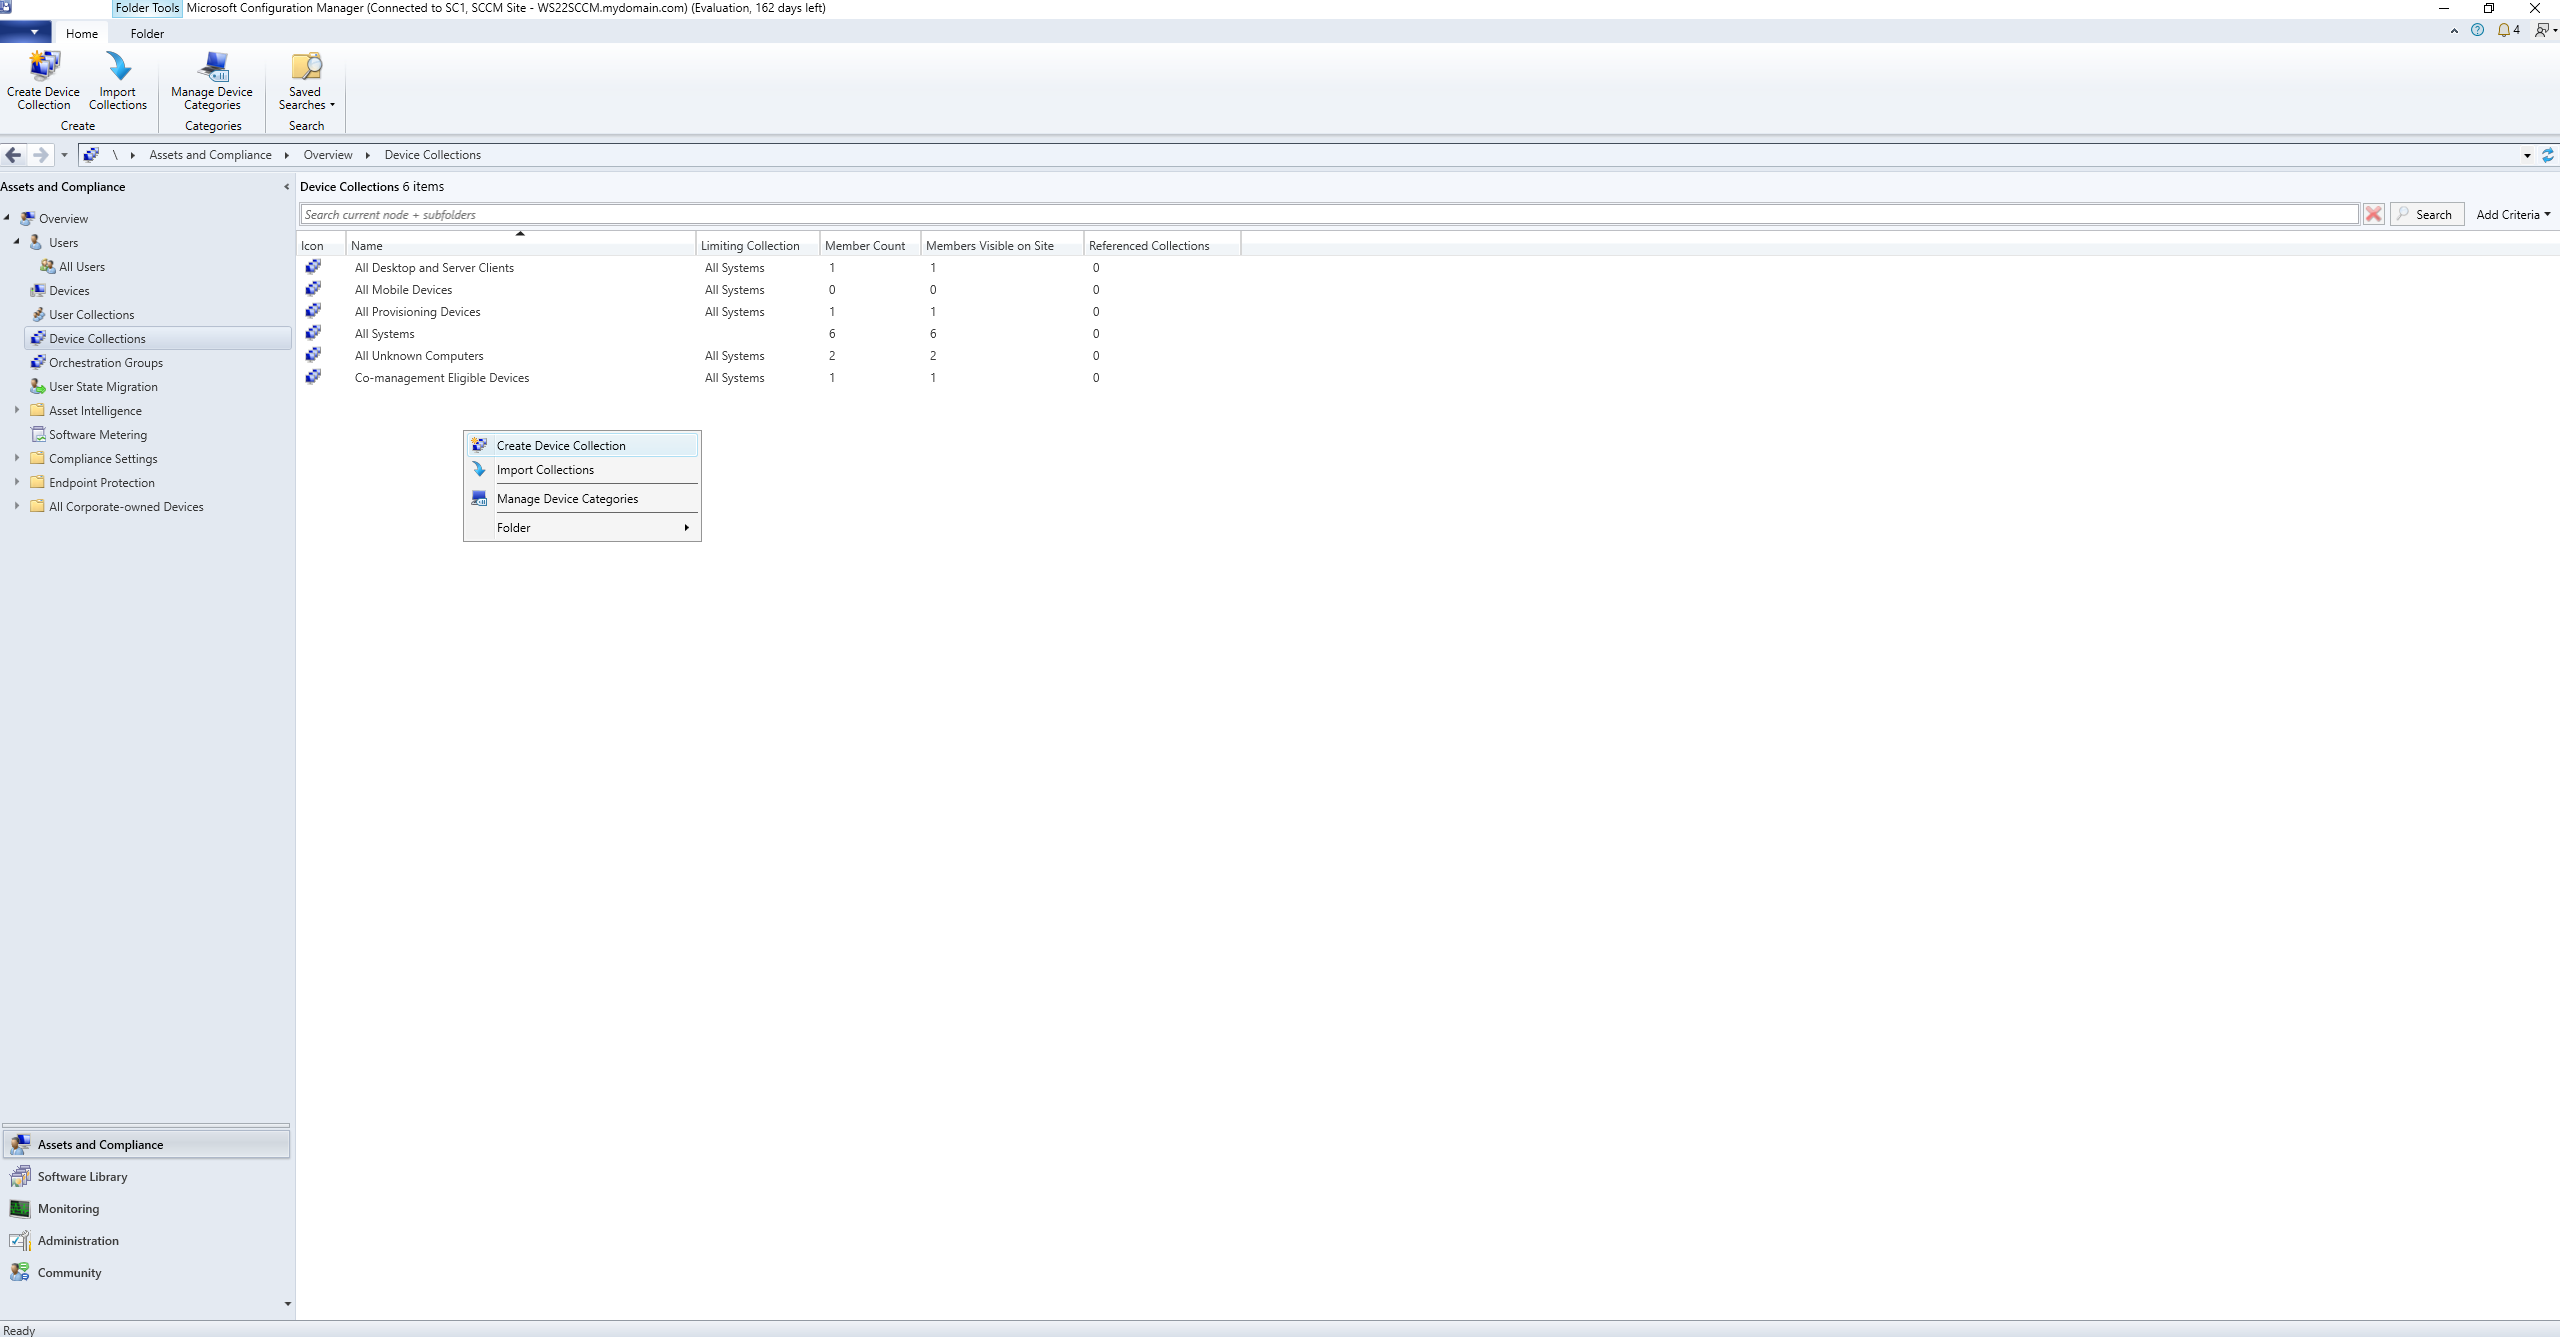 Folder Tools Microsoft Configuration Manager (Connected to SC1, SCCM Site - WS22SCCM.mydomain.com) (Evaluation, 162 days left)
Home Folder 4
Create Device Collection
Import Collections
Manage Device Categories
Saved Searches
Create Categories Search
\ Assets and Compliance Overview Device Collections
Assets and Compliance
Overview
Users
All Users
Devices
User Collections
Device Collections
Orchestration Groups
User State Migration
Asset Intelligence
Software Metering
Compliance Settings
Endpoint Protection
All Corporate-owned Devices
Assets and Compliance
Software Library
Monitoring
Administration
Community
Device Collections 6 items
Search current node + subfolders Search Add Criteria
Icon Name Limiting Collection Member Count Members Visible on Site Referenced Collections
All Desktop and Server Clients All Systems 1 1 0
All Mobile Devices All Systems 0 0 0
All Provisioning Devices All Systems 1 1 0
All Systems 6 6 0
All Unknown Computers All Systems 2 2 0
Co-management Eligible Devices All Systems 1 1 0
Create Device Collection
Import Collections
Manage Device Categories
Folder
Ready